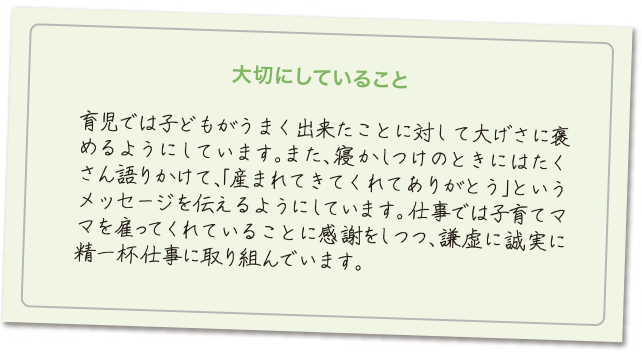 大切にしていること
育児では子どもがうまく出来たことに対して大げさに褒
めるようにしています。また、寝かしつけのときにはたく
さん語りかけて、「産まれてきてくれてありがとう」という
メッセージを伝えるようにしています。仕事では子育てマ
マを雇ってくれていることに感謝をしつつ、謙虚に誠実に
精一杯仕事に取り組んでいます。